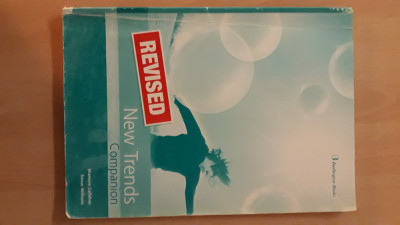 REVISED
New Trends
Companion
Burlington Books